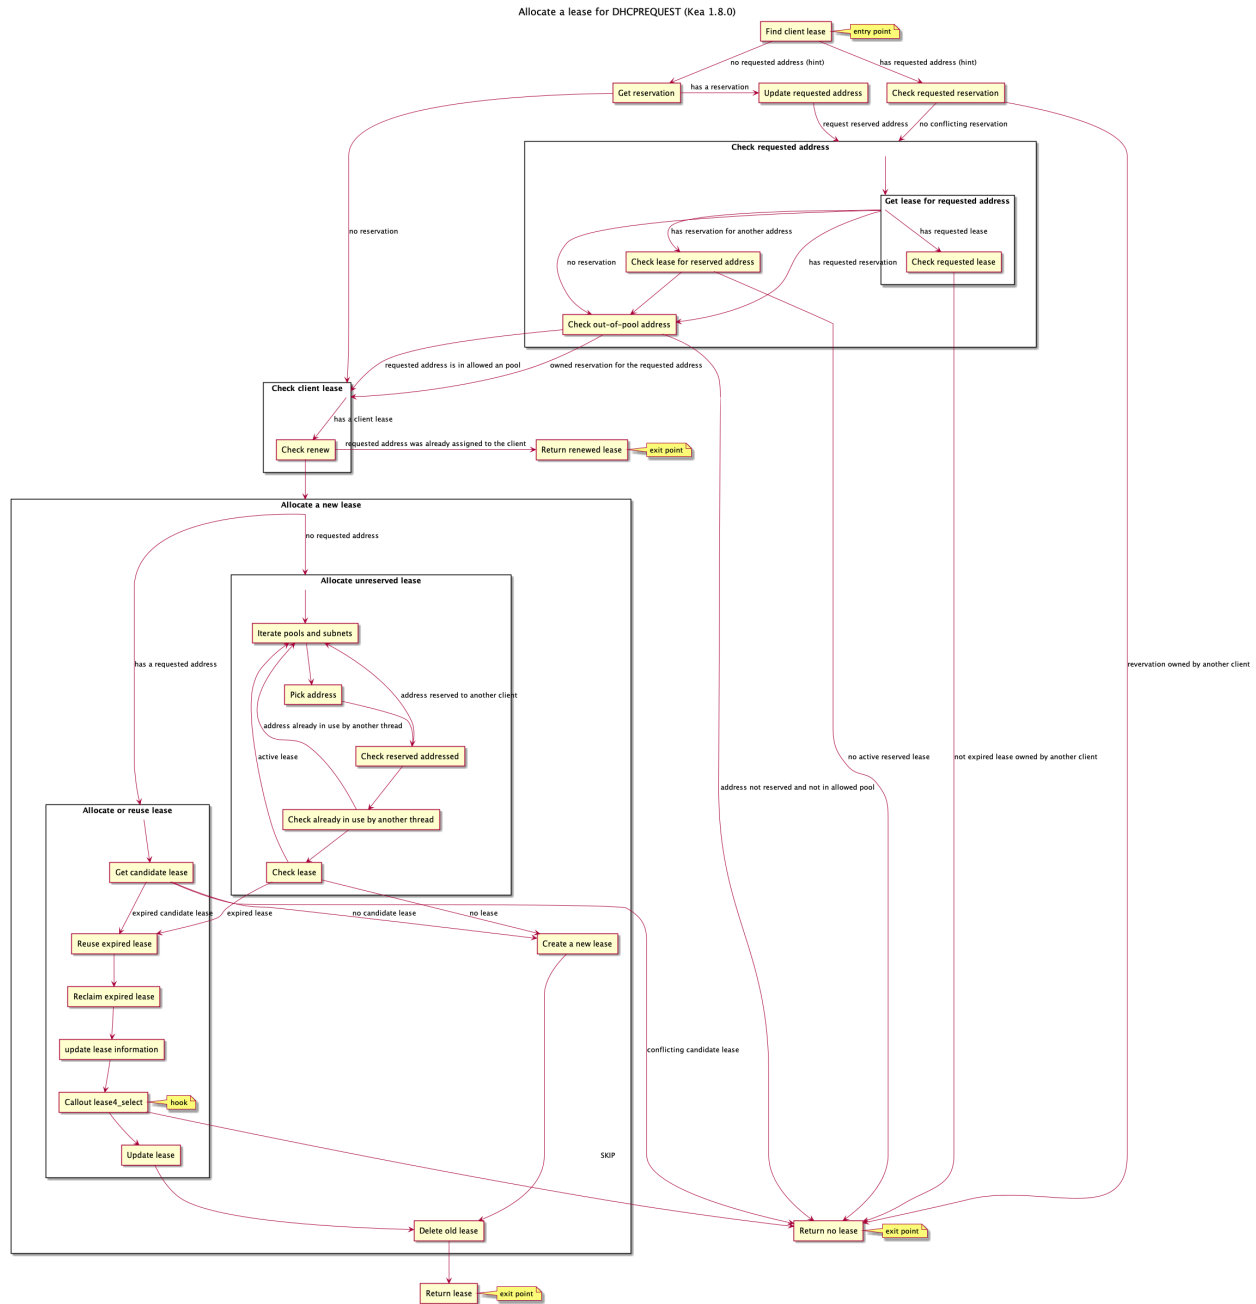 Allocate a lease for DHCPREQUEST (Kea 1.8.0)
Find client lease
entry point
no requested address (hint)
has requested address (hint)
Get reservation
has a reservation
Update requested address
Check requested reservation
request reserved address
no conflicting reservation
Check requested address
Get lease for requested address
no reservation
has reservation for another address
has requested lease
Check lease for reserved address
no reservation
has requested reservation
Check requested lease
Check out-of-pool address
requested address is in allowed an pool
owned reservation for the requested address
Check client lease
has a client lease
Check renew
requested address was already assigned to the client
Return renewed lease
exit point
Allocate a new lease
no requested address
Allocate unreserved lease
Iterate pools and subnets
has a requested address
revervation owned by another client
Pick address
address reserved to another client
address already in use by another thread
Check reserved addressed
active lease
no active reserved lease
not expired lease owned by another client
address not reserved and not in allowed pool
Allocate or reuse lease
Check already in use by another thread
Get candidate lease
Check lease
expired candidate lease
expired lease
no candidate lease
no lease
Reuse expired lease
Create a new lease
Reclaim expired lease
update lease information
conflicting candidate lease
Callout lease4_select
hook
Update lease
SKIP
Delete old lease
Return no lease
exit point
Return lease
exit point